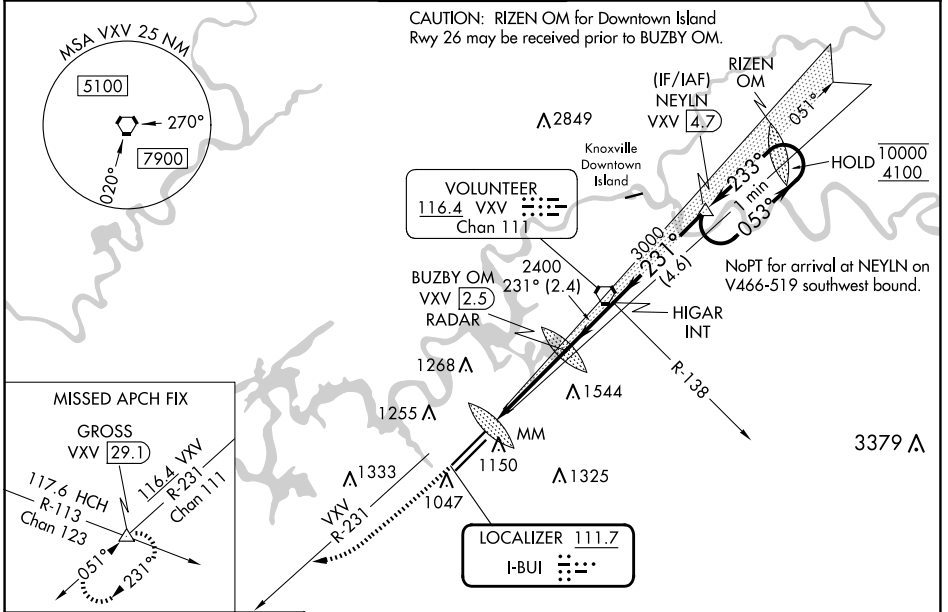 CAUTION: RIZEN OM for Downtown Island
Rwy 26 may be received prior to BUZBY OM.
MSA VXV 25 NM
5100
270°
7900
020°
2849
(IF/IAF)
NEYLN
VXV 4.7
RIZEN
OM
051°
Knoxville
Downtown
Island
HOLD 10000
4100
233°
1 min
053°
VOLUNTEER
116.4 VXV
Chan 111
3000
231°
(4.6)
NoPT for arrival at NEYLN on
V466-519 southwest bound.
2400
231° (2.4)
BUZBY OM
VXV 2.5
RADAR
HIGAR
INT
R-138
1268
1544
1255
MM
1150
3379
1333
1047
1325
VXV
R-231
LOCALIZER 111.7
I-BUI
MISSED APCH FIX
GROSS
VXV 29.1
117.6 HCH
R-113
Chan 123
116.4 VXV
R-231
Chan 111
051°
231°